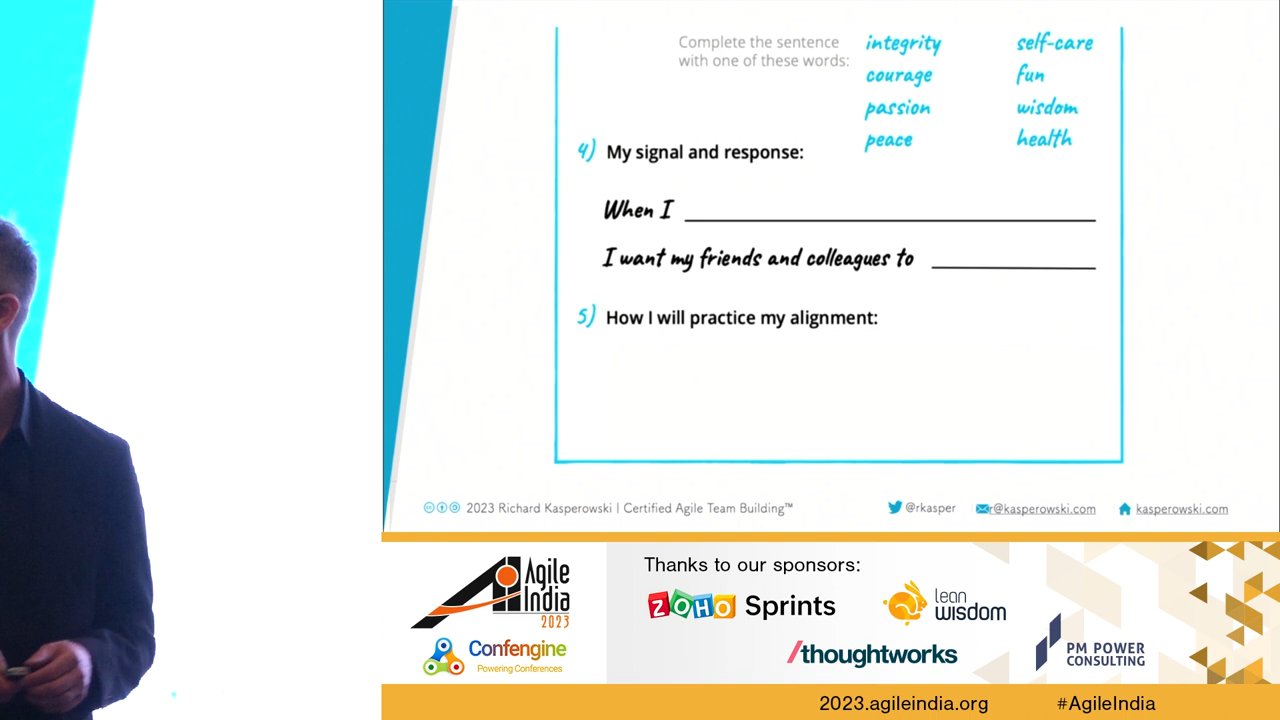 Complete the sentence
with one of these words:
integrity self-care
courage fun
passion wisdom
peace health
4) My signal and response:
When I
I want my friends and colleagues to
5) How I will practice my alignment:
2023 Richard Kasperowski | Certified Agile Team Building™
@rkasper
r@kasperowski.com
kasperowski.com
Agile
India
2023
Confengine
Powering Conferences
Thanks to our sponsors:
ZOHO Sprints
lean
wisdom
/thoughtworks
PM POWER
CONSULTING
2023.agileindia.org #AgileIndia